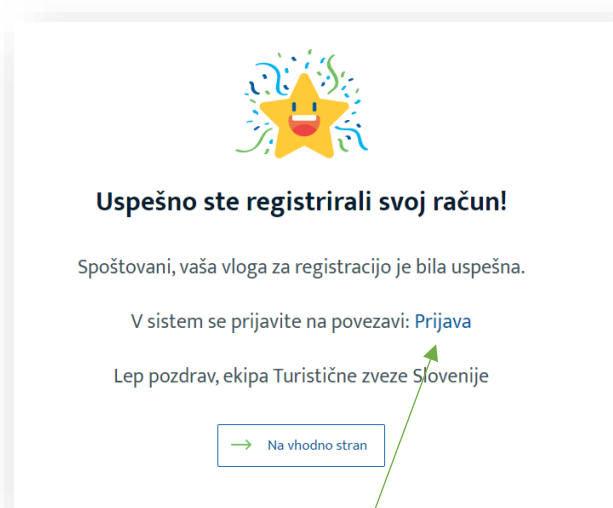 Uspešno ste registrirali svoj račun!
Spoštovani, vaša vloga za registracijo je bila uspešna.
V sistem se prijavite na povezavi: Prijava
Lep pozdrav, ekipa Turistične zveze Slovenije
Na vhodno stran